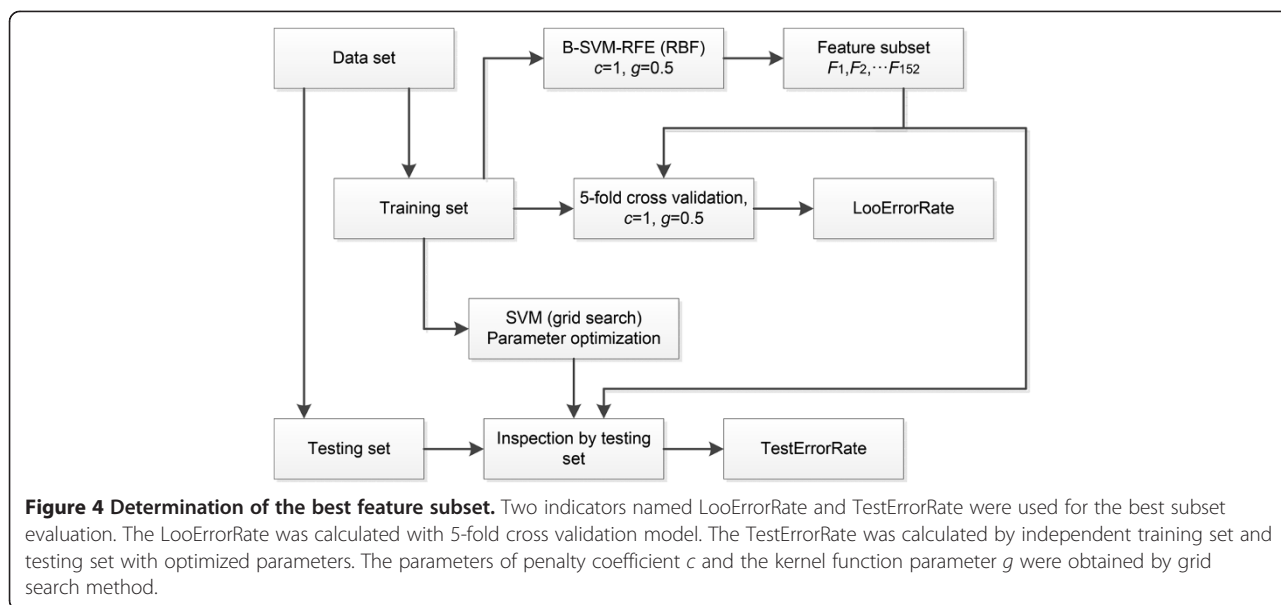 Data set
B-SVM-RFE (RBF)
c=1, g=0.5
Feature subset
F1,F2,⋯F152
Training set
5-fold cross validation,
c=1, g=0.5
LooErrorRate
SVM (grid search)
Parameter optimization
Testing set
Inspection by testing
set
TestErrorRate
Figure 4 Determination of the best feature subset. Two indicators named LooErrorRate and TestErrorRate were used for the best subset
evaluation. The LooErrorRate was calculated with 5-fold cross validation model. The TestErrorRate was calculated by independent training set and
testing set with optimized parameters. The parameters of penalty coefficient c and the kernel function parameter g were obtained by grid
search method.